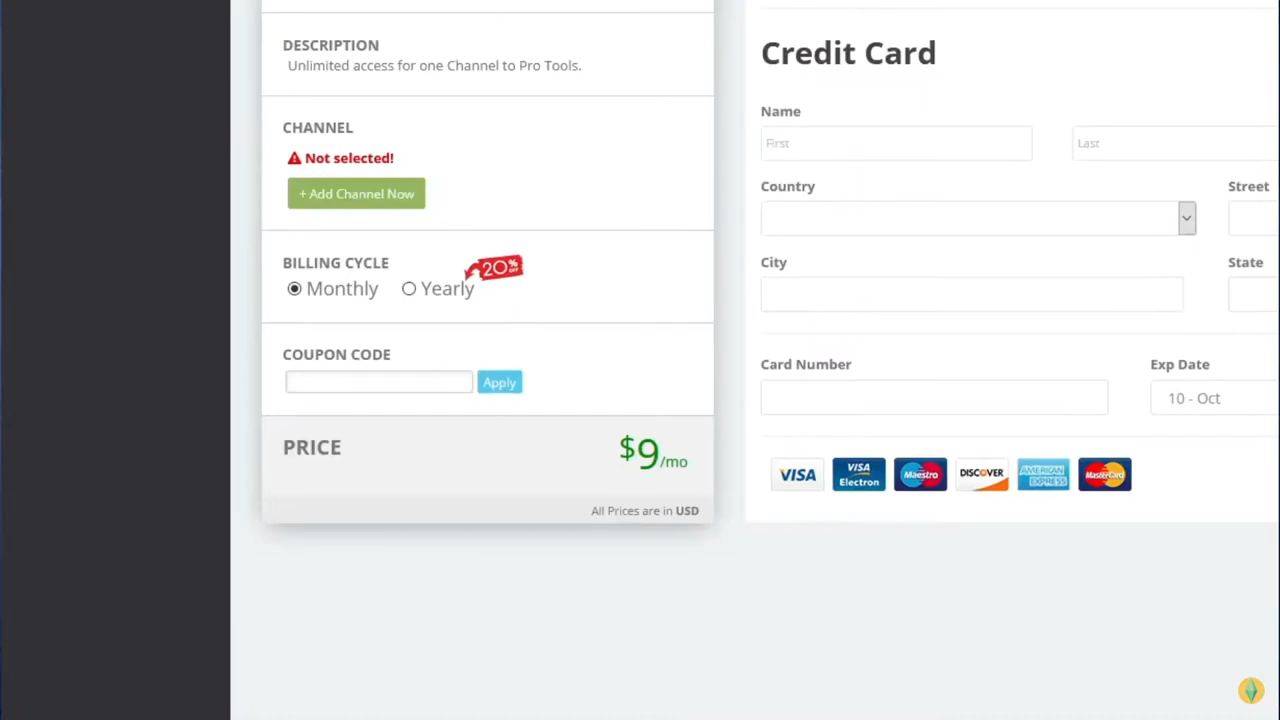 DESCRIPTION
Unlimited access for one Channel to Pro Tools.
CHANNEL
Not selected!
+ Add Channel Now
BILLING CYCLE
20% OFF
Monthly Yearly
COUPON CODE
Apply
PRICE
$9/mo
All Prices are in USD
Credit Card
Name
First Last
Country Street
City State
Card Number Exp Date
10 - Oct
VISA VISA Electron Maestro DISCOVER AMERICAN EXPRESS MasterCard